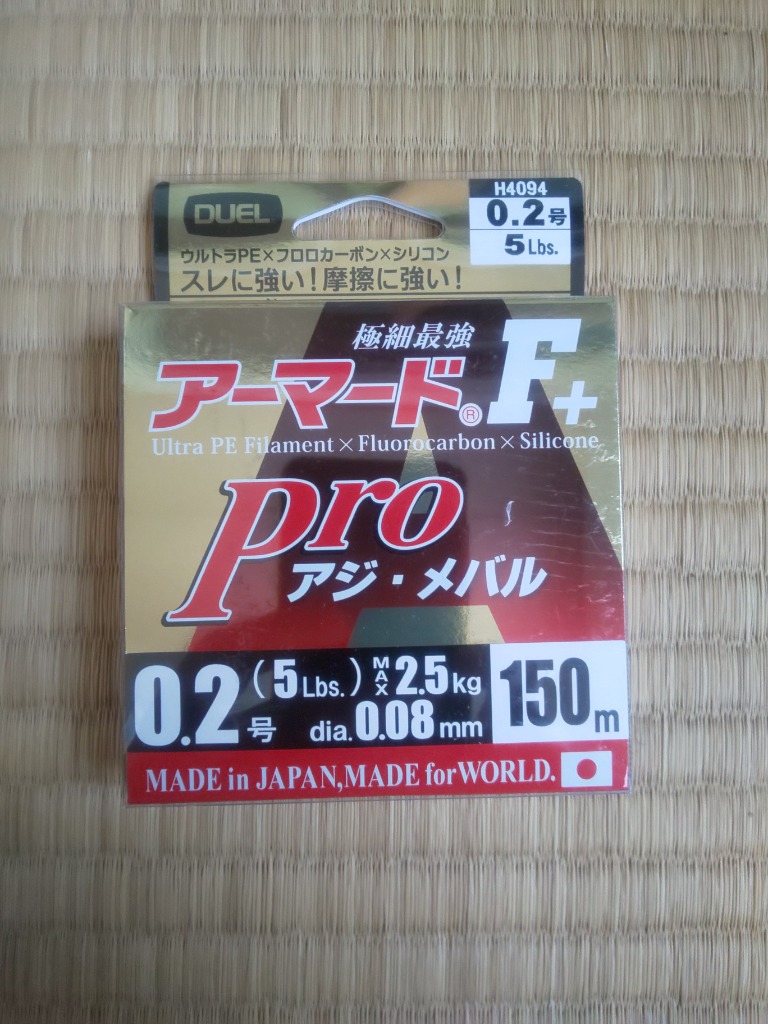 DUEL
H4094
0.2号
5Lbs.
ウルトラPE×フロロカーボン×シリコン
スレに強い!摩擦に強い!
極細最強
アーマード® F+
Ultra PE Filament×Fluorocarbon×Silicone
Pro
アジ・メバル
0.2号 (5Lbs.) MAX 2.5kg
dia. 0.08mm
150m
MADE in JAPAN,MADE for WORLD.